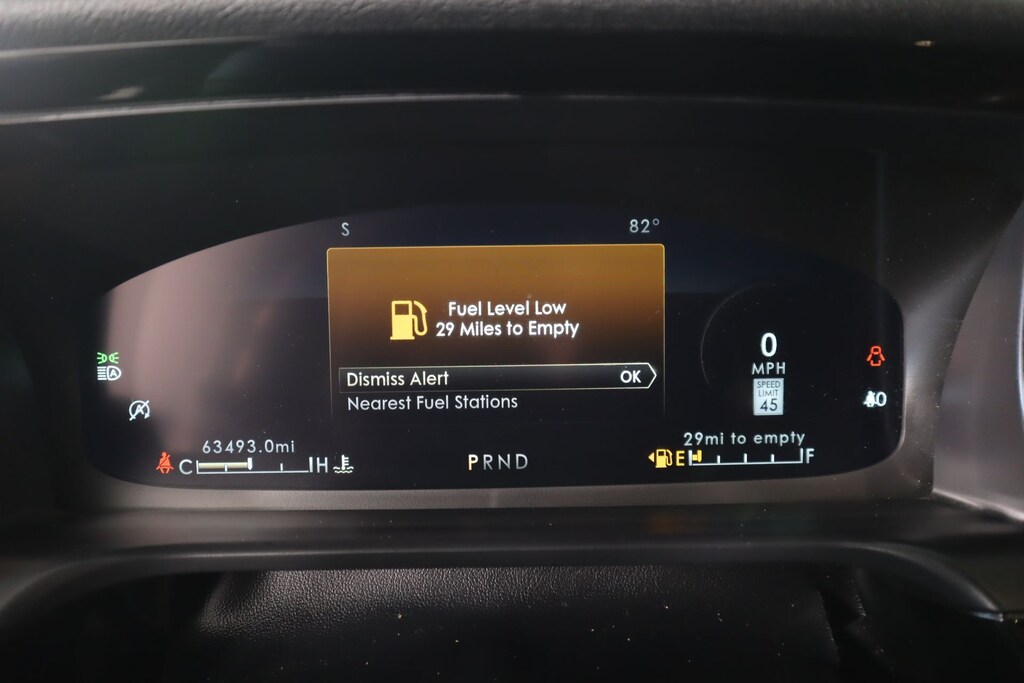 S 82°
Fuel Level Low
29 Miles to Empty
Dismiss Alert OK
Nearest Fuel Stations
0
MPH
SPEED
LIMIT
45
63493.0mi
C H
PRND
29mi to empty
E F